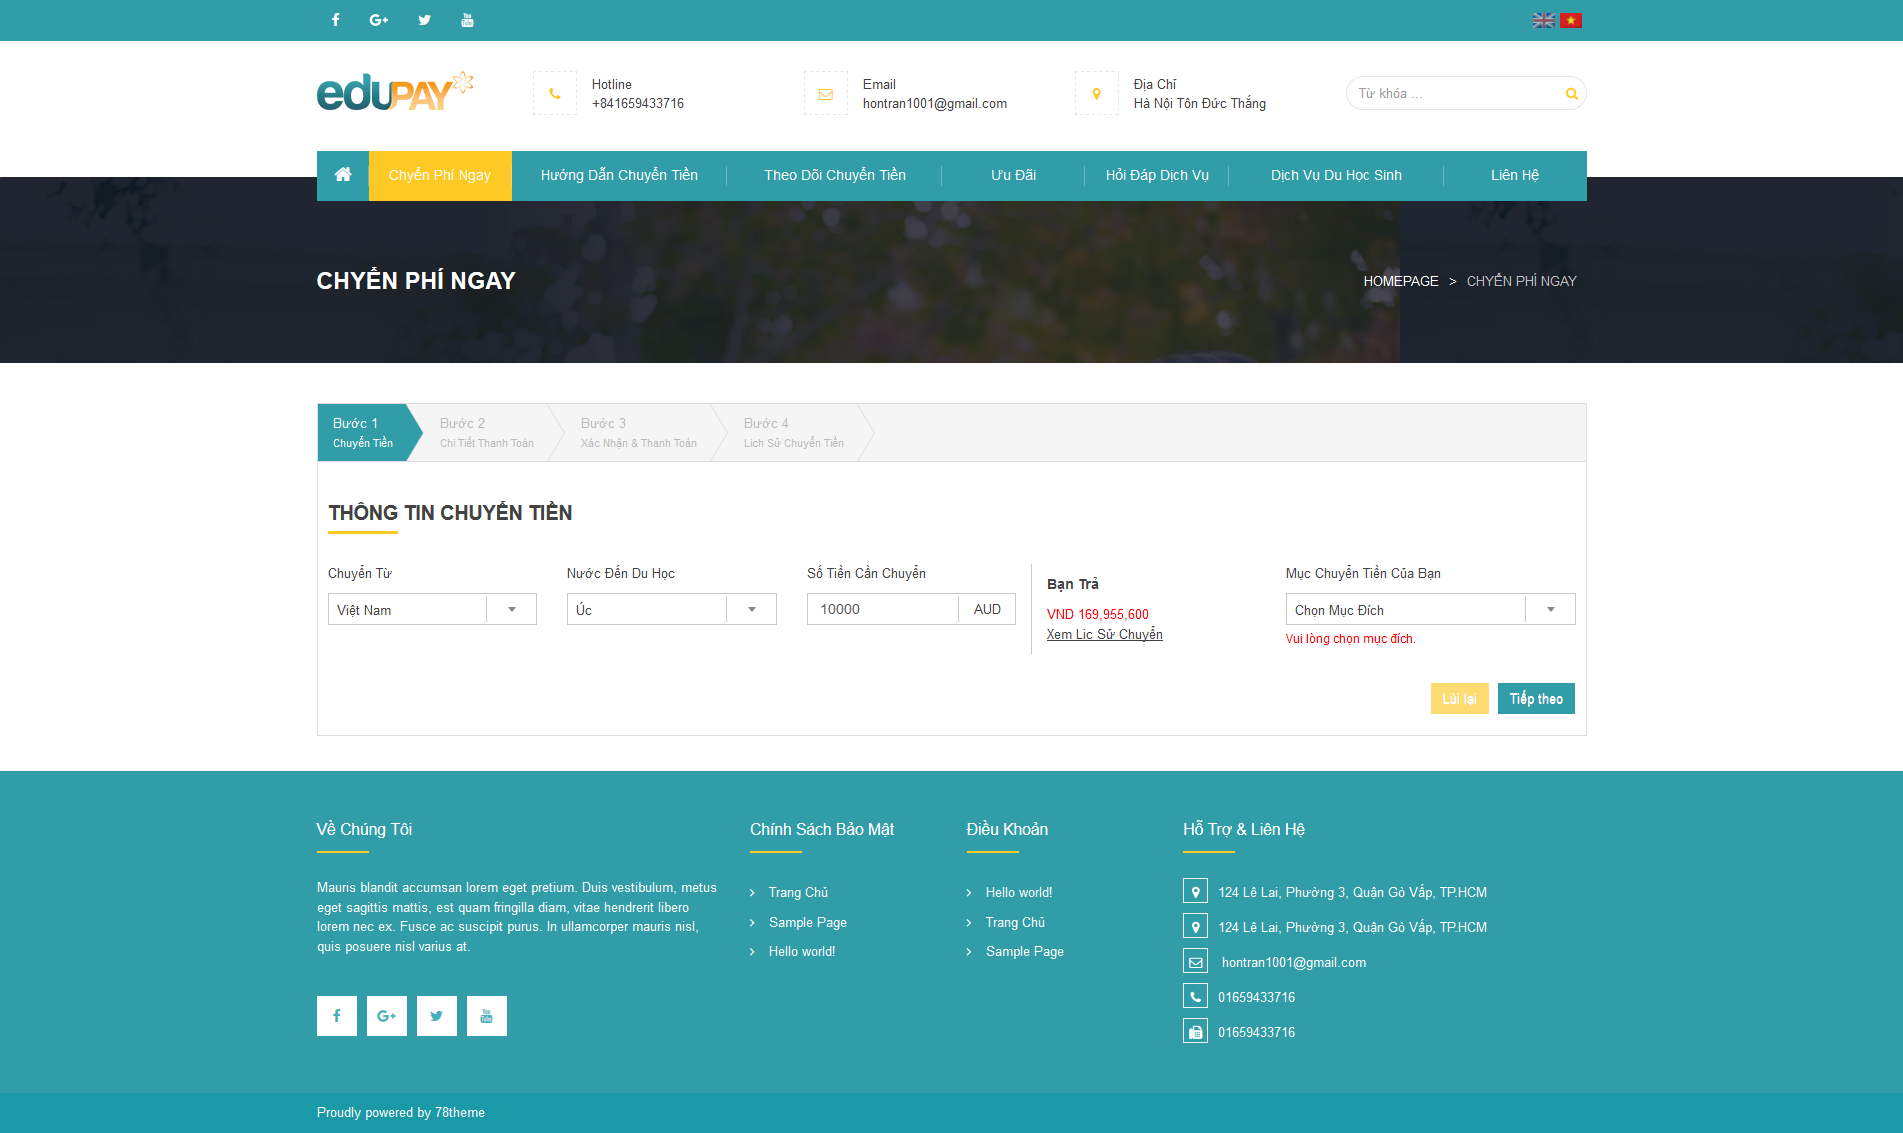 eduPAY
Hotline
+841659433716
Email
hontran1001@gmail.com
Địa Chỉ
Hà Nội Tôn Đức Thắng
Từ khóa ...
Chyển Phí Ngay
Hướng Dẫn Chuyển Tiền
Theo Dõi Chuyển Tiền
Ưu Đãi
Hỏi Đáp Dịch Vụ
Dịch Vụ Du Học Sinh
Liên Hệ
CHYỂN PHÍ NGAY
HOMEPAGE > CHYỂN PHÍ NGAY
Bước 1
Chuyển Tiền
Bước 2
Chi Tiết Thanh Toán
Bước 3
Xác Nhận & Thanh Toán
Bước 4
Lich Sử Chuyển Tiền
THÔNG TIN CHUYỂN TIỀN
Chuyển Từ
Việt Nam
Nước Đến Du Học
Úc
Số Tiền Cần Chuyển
10000 AUD
Bạn Trả
VND 169,955,600
Xem Lic Sử Chuyển
Mục Chuyển Tiền Của Bạn
Chọn Mục Đích
Vui lòng chọn mục đích.
Lùi lại
Tiếp theo
Về Chúng Tôi
Mauris blandit accumsan lorem eget pretium. Duis vestibulum, metus
eget sagittis mattis, est quam fringilla diam, vitae hendrerit libero
lorem nec ex. Fusce ac suscipit purus. In ullamcorper mauris nisl,
quis posuere nisl varius at.
Chính Sách Bảo Mật
Trang Chủ
Sample Page
Hello world!
Điều Khoản
Hello world!
Trang Chủ
Sample Page
Hỗ Trợ & Liên Hệ
124 Lê Lai, Phường 3, Quận Gò Vấp, TP.HCM
124 Lê Lai, Phường 3, Quận Gò Vấp, TP.HCM
hontran1001@gmail.com
01659433716
01659433716
Proudly powered by 78theme